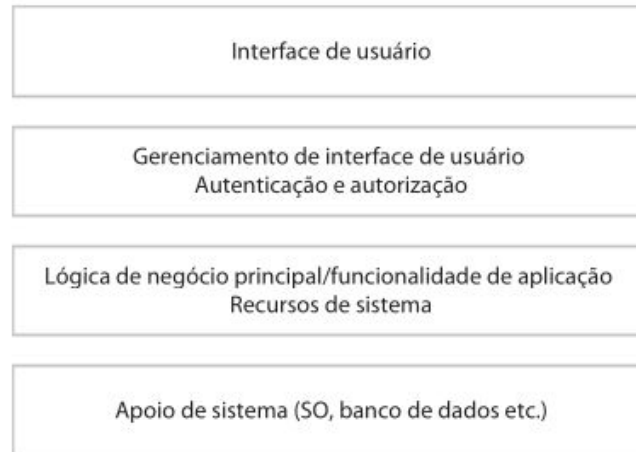 Interface de usuário
Gerenciamento de interface de usuário
Autenticação e autorização
Lógica de negócio principal/funcionalidade de aplicação
Recursos de sistema
Apoio de sistema (SO, banco de dados etc.)